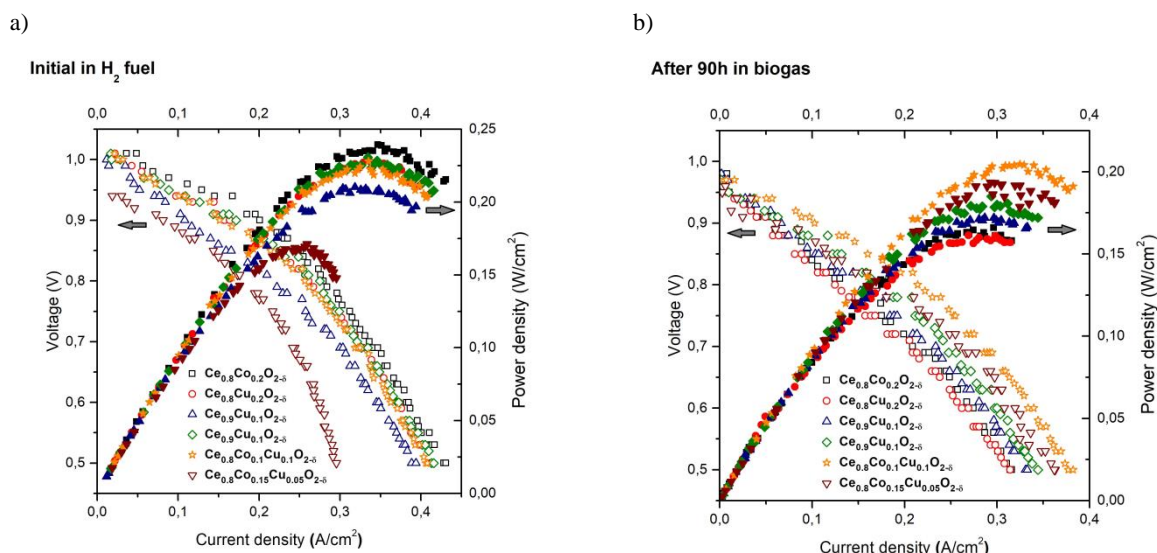 a)
b)
Initial in H₂ fuel
0,0 0,1 0,2 0,3 0,4
1,0
0,9
0,8
0,7
0,6
0,5
Voltage (V)
0,25
0,20
0,15
0,10
0,05
0,00
Power density (W/cm²)
Ce₀.₈Co₀.₂O₂₋δ
Ce₀.₈Cu₀.₂O₂₋δ
Ce₀.₉Cu₀.₁O₂₋δ
Ce₀.₉Cu₀.₁O₂₋δ
Ce₀.₈Co₀.₁Cu₀.₁O₂₋δ
Ce₀.₈Co₀.₁₅Cu₀.₀₅O₂₋δ
0,0 0,1 0,2 0,3 0,4
Current density (A/cm²)
After 90h in biogas
0,0 0,1 0,2 0,3 0,4
1,0
0,9
0,8
0,7
0,6
0,5
Voltage (V)
0,20
0,15
0,10
0,05
0,00
Power density (W/cm²)
Ce₀.₈Co₀.₂O₂₋δ
Ce₀.₈Cu₀.₂O₂₋δ
Ce₀.₉Cu₀.₁O₂₋δ
Ce₀.₉Cu₀.₁O₂₋δ
Ce₀.₈Co₀.₁Cu₀.₁O₂₋δ
Ce₀.₈Co₀.₁₅Cu₀.₀₅O₂₋δ
0,0 0,1 0,2 0,3 0,4
Current density (A/cm²)